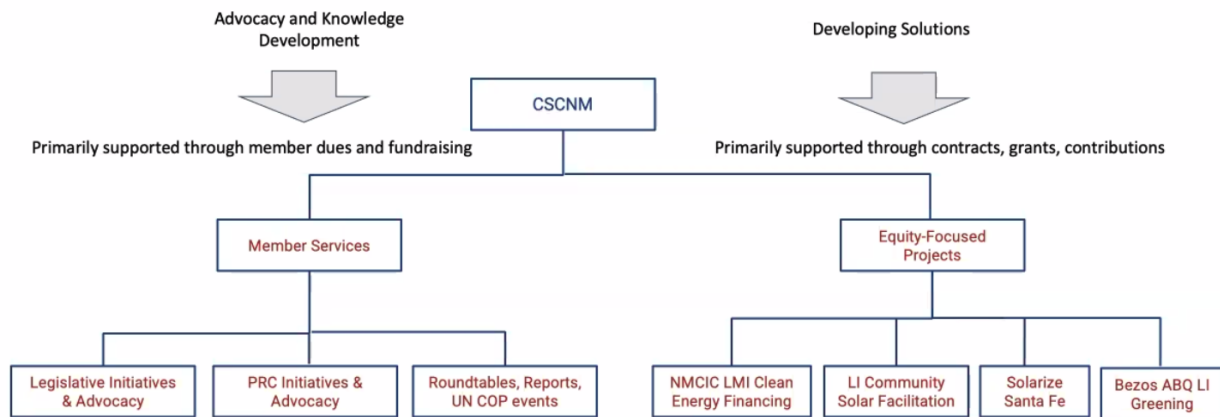 Advocacy and Knowledge
Development
Developing Solutions
CSCNM
Primarily supported through member dues and fundraising
Primarily supported through contracts, grants, contributions
Member Services
Equity-Focused
Projects
Legislative Initiatives
& Advocacy
PRC Initiatives &
Advocacy
Roundtables, Reports,
UN COP events
NMCIC LMI Clean
Energy Financing
LI Community
Solar Facilitation
Solarize
Santa Fe
Bezos ABQ LI
Greening